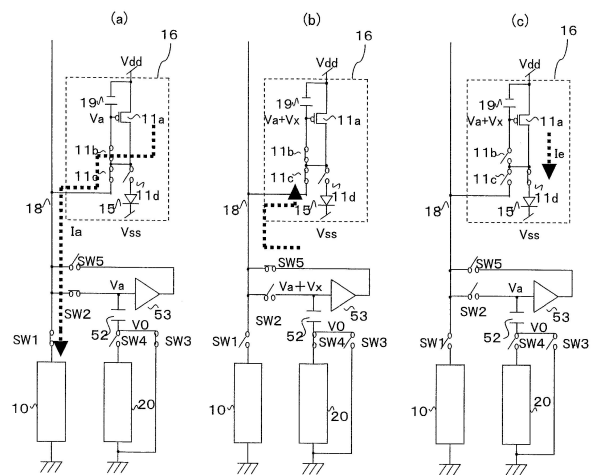 (a)
16
Vdd
19
Va
11a
11b
11c
11d
18
15
Ia
Vss
SW5
Va
SW2
53
52
V0
SW1
SW4
SW3
10
20
(b)
16
Vdd
19
Va+Vx
11a
11b
11c
11d
18
15
Vss
SW5
Va+Vx
SW2
53
52
V0
SW1
SW4
SW3
10
20
(c)
16
Vdd
19
Va+Vx
11a
11b
Ie
11c
11d
18
15
Vss
SW5
Va
SW2
53
52
V0
SW1
SW4
SW3
10
20